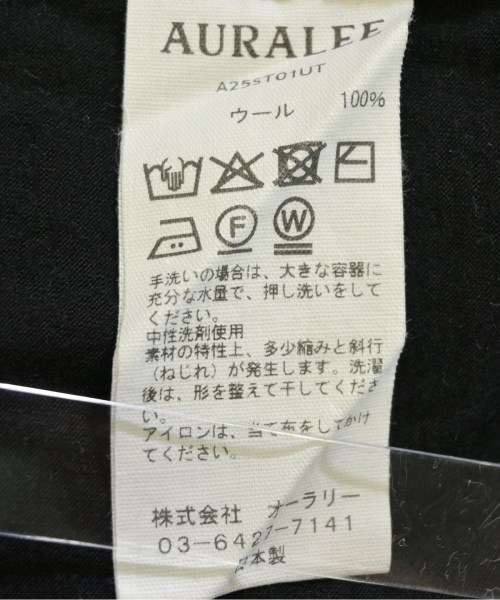 AURALEE
A25ST01UT
ウール 100%
F W
手洗いの場合は、大きな容器に
充分な水量で、押し洗いをして
ください。
中性洗剤使用
素材の特性上、多少縮みと斜行
（ねじれ）が発生します。洗濯
後は、形を整えて干してくださ
い。
アイロンは、当て布をしてかけ
てください。
株式会社 オーラリー
03-6427-7141
日本製